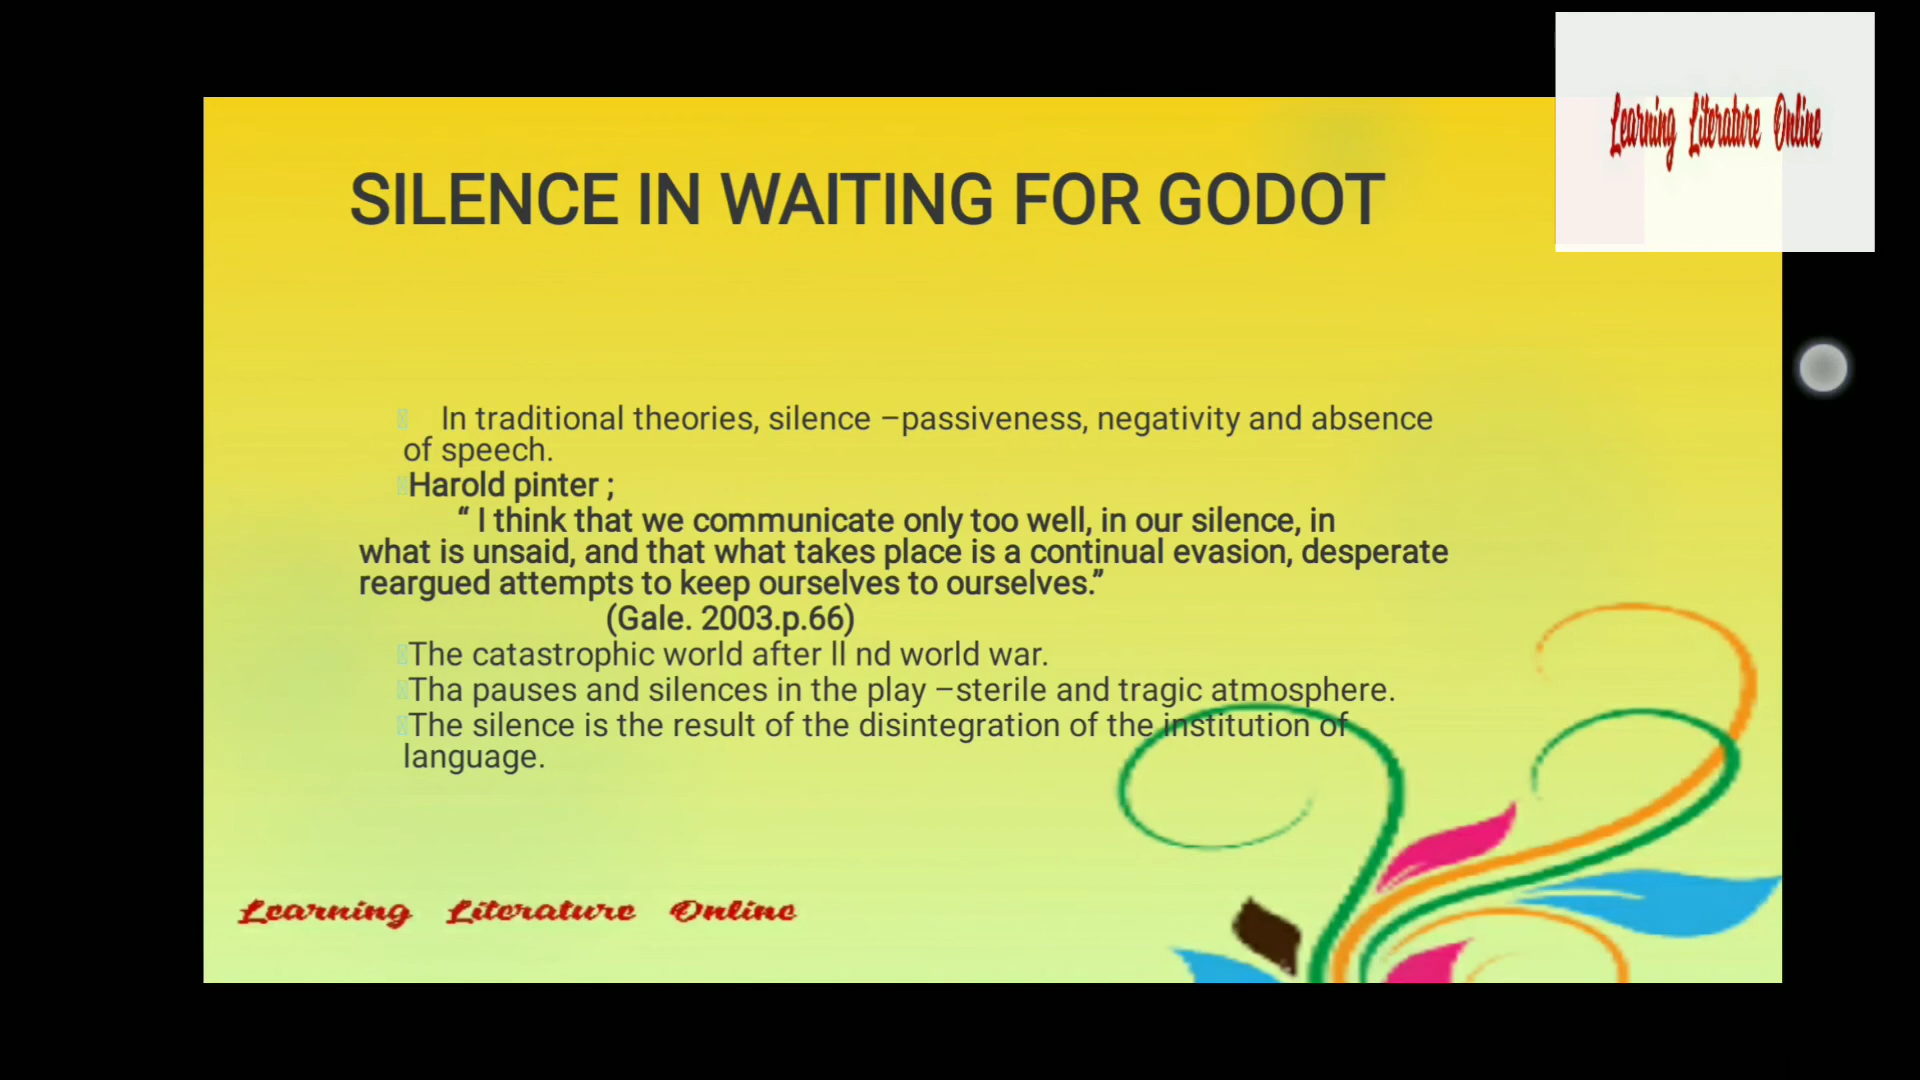 Learning Literature Online
SILENCE IN WAITING FOR GODOT
In traditional theories, silence –passiveness, negativity and absence
of speech.
Harold pinter ;
“ I think that we communicate only too well, in our silence, in
what is unsaid, and that what takes place is a continual evasion, desperate
reargued attempts to keep ourselves to ourselves.”
(Gale. 2003.p.66)
The catastrophic world after ll nd world war.
Tha pauses and silences in the play –sterile and tragic atmosphere.
The silence is the result of the disintegration of the institution of
language.
Learning Literature Online